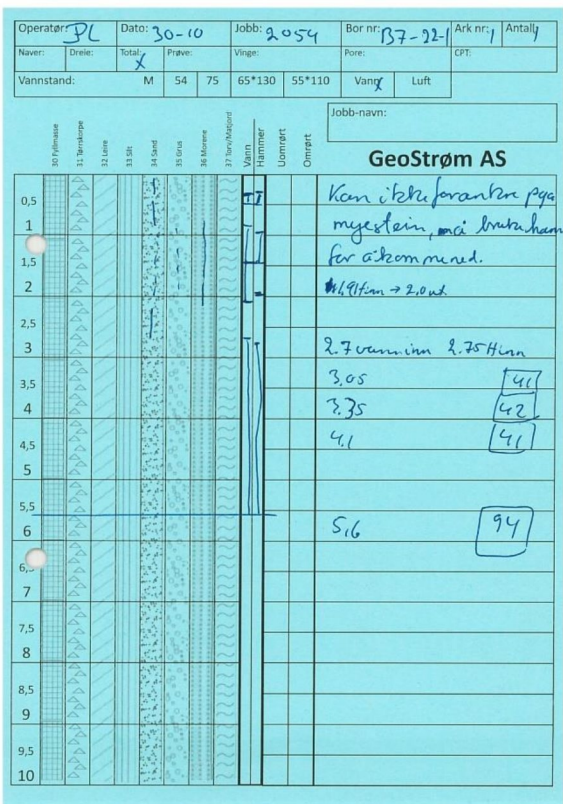 Operatør: PL Dato: 30-10 Jobb: 2054 Bor nr: B7-22-1 Ark nr: 1 Antall 1
Naver: Dreie: Total: X Prøve: Vinge: Pore: CPT:
Vannstand: M 54 75 65*130 55*110 Vann X Luft
Jobb-navn:
30 Fyllmasse
31 Tørrskorpe
32 Leire
33 Silt
34 Sand
35 Grus
36 Morene
37 Torv/Matjord
Vann
Hammer
Uomrørt
Omrørt
GeoStrøm AS
Kan ikke forankre pga
0,5
mye stein, må bruke ham
1
for å komme ned.
1,5
1,91 H inn → 2,0 ut
2
2,5
2.7 vann inn 2.75 H inn
3
3,05 41
3,5
3,35 42
4
4,1 41
4,5
5
5,5
5,6 94
6
6,5
7
7,5
8
8,5
9
9,5
10